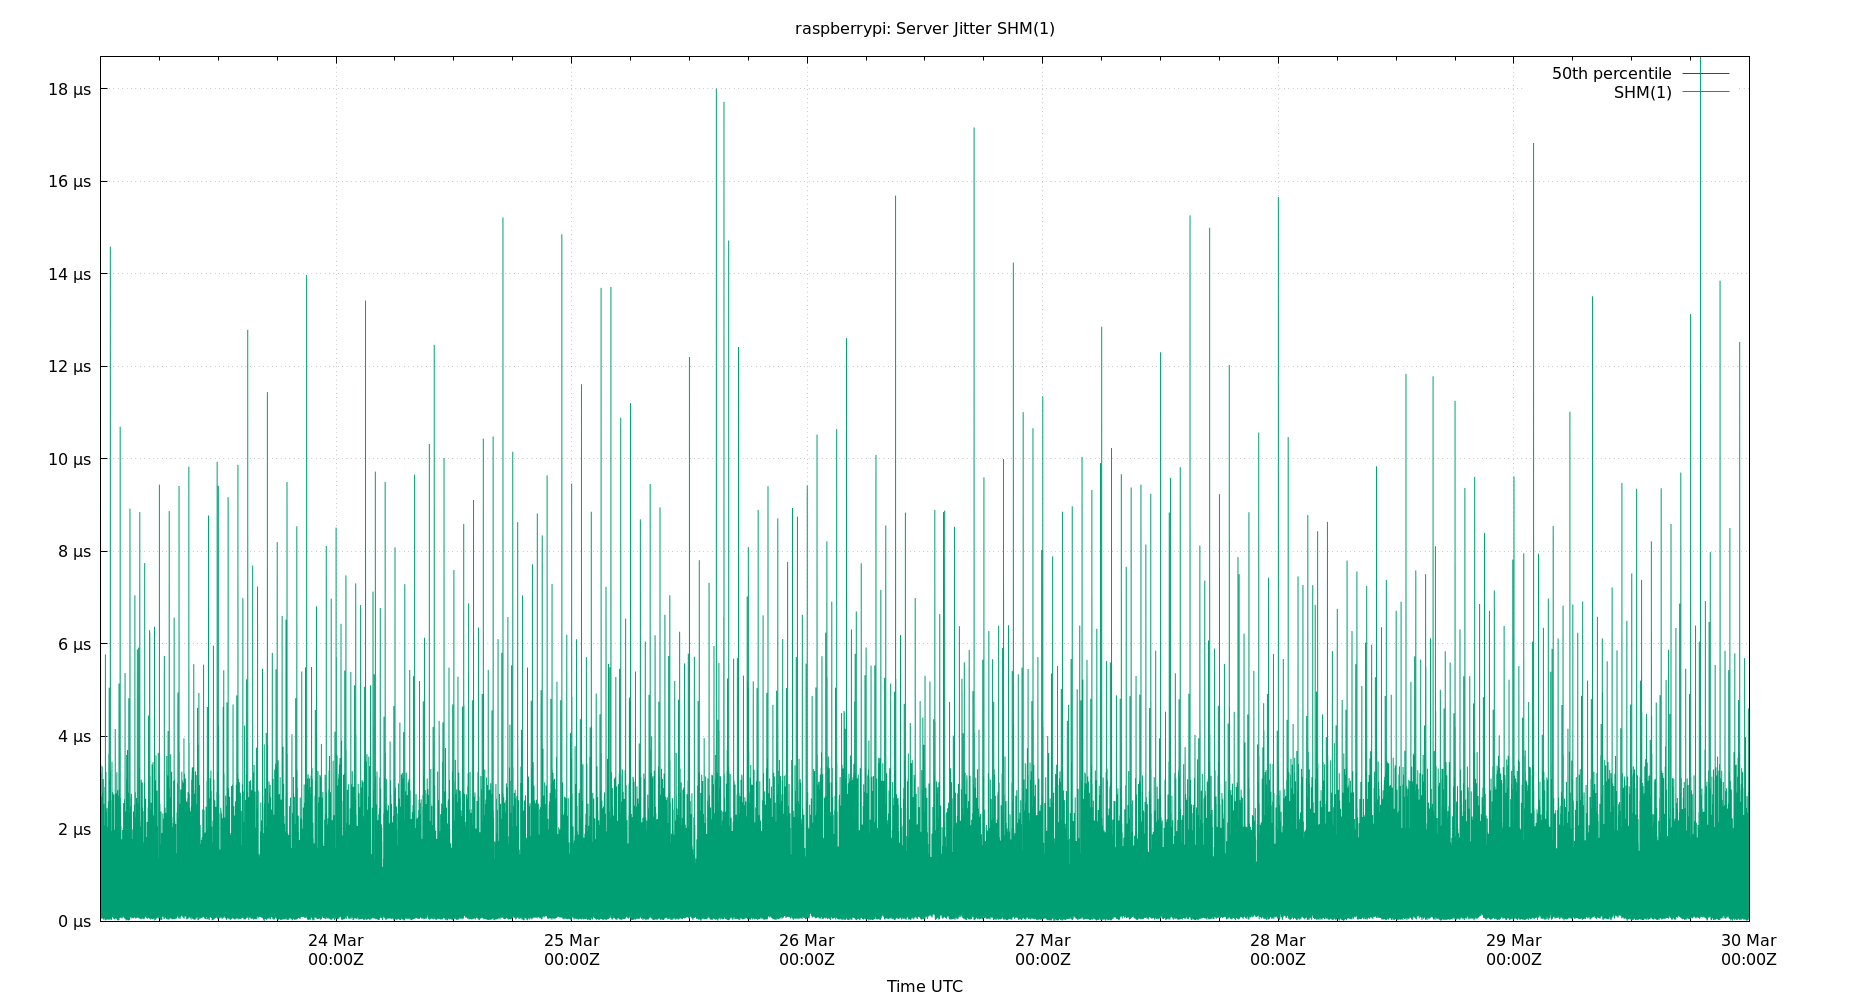 raspberrypi: Server Jitter SHM(1)
50th percentile
SHM(1)
18 µs
16 µs
14 µs
12 µs
10 µs
8 µs
6 µs
4 µs
2 µs
0 µs
24 Mar 25 Mar 26 Mar 27 Mar 28 Mar 29 Mar 30 Mar
00:00Z 00:00Z 00:00Z 00:00Z 00:00Z 00:00Z 00:00Z
Time UTC